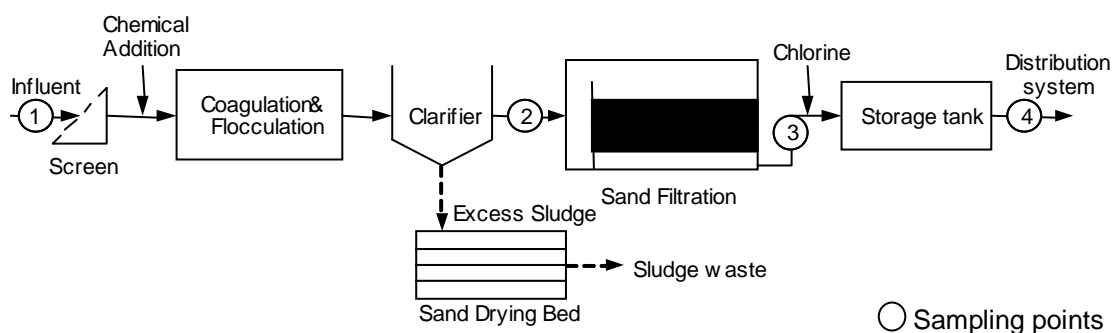 Chemical
Addition
Influent
1
Screen
Coagulation&
Flocculation
Clarifier
2
Excess Sludge
Sand Drying Bed
Sludge waste
Sand Filtration
3
Chlorine
Storage tank
4
Distribution
system
Sampling points